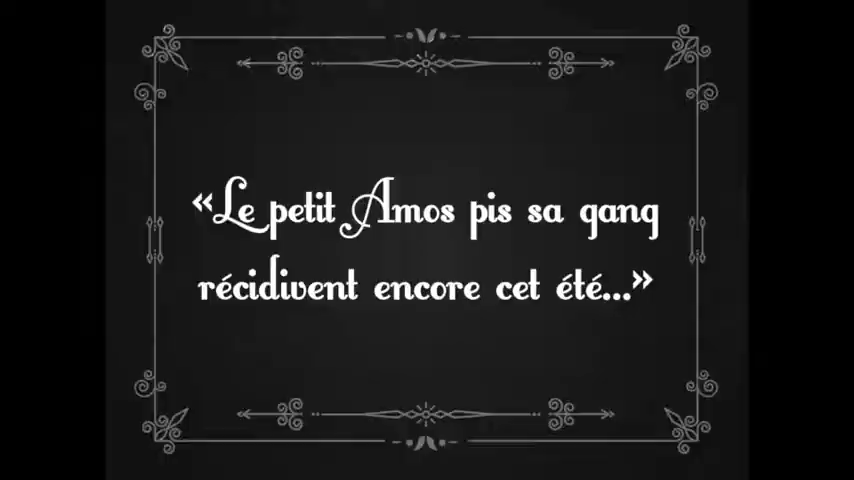 «Le petit Amos pis sa gang
récidivent encore cet été...»